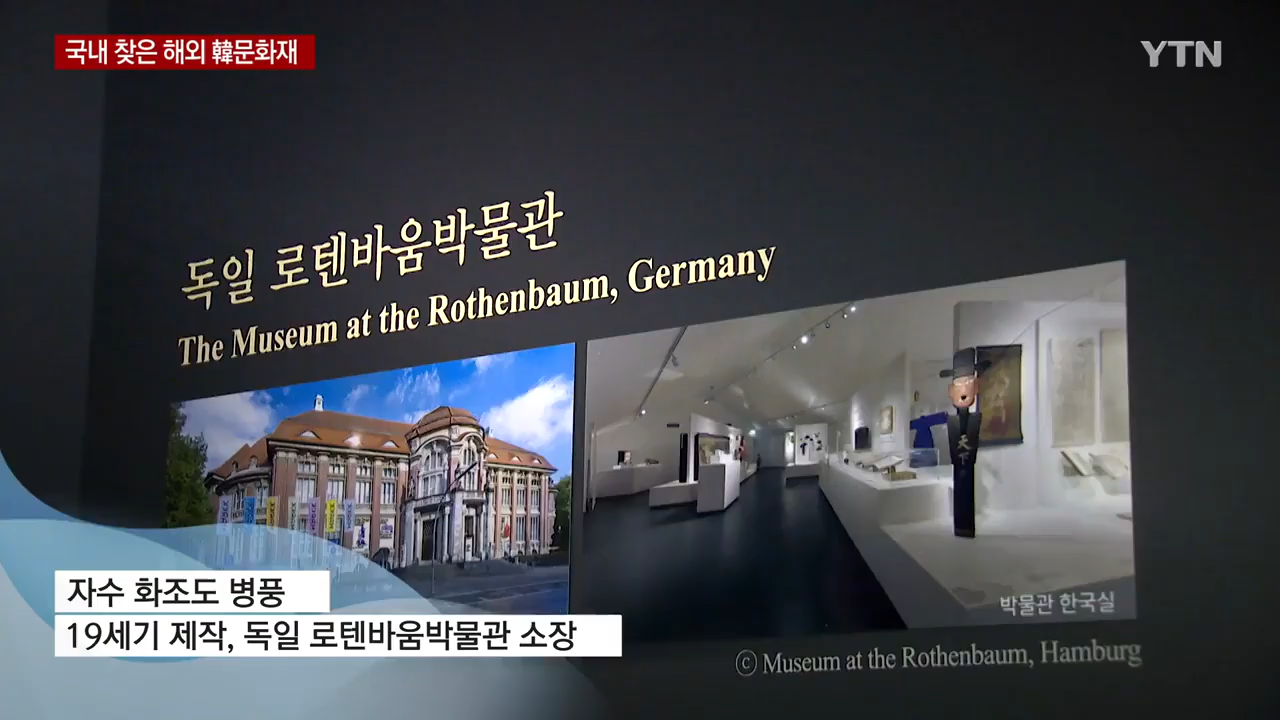 국내 찾은 해외 韓문화재
YTN
독일 로텐바움박물관
The Museum at the Rothenbaum, Germany
天下
박물관 한국실
자수 화조도 병풍
19세기 제작, 독일 로텐바움박물관 소장
ⓒ Museum at the Rothenbaum, Hamburg